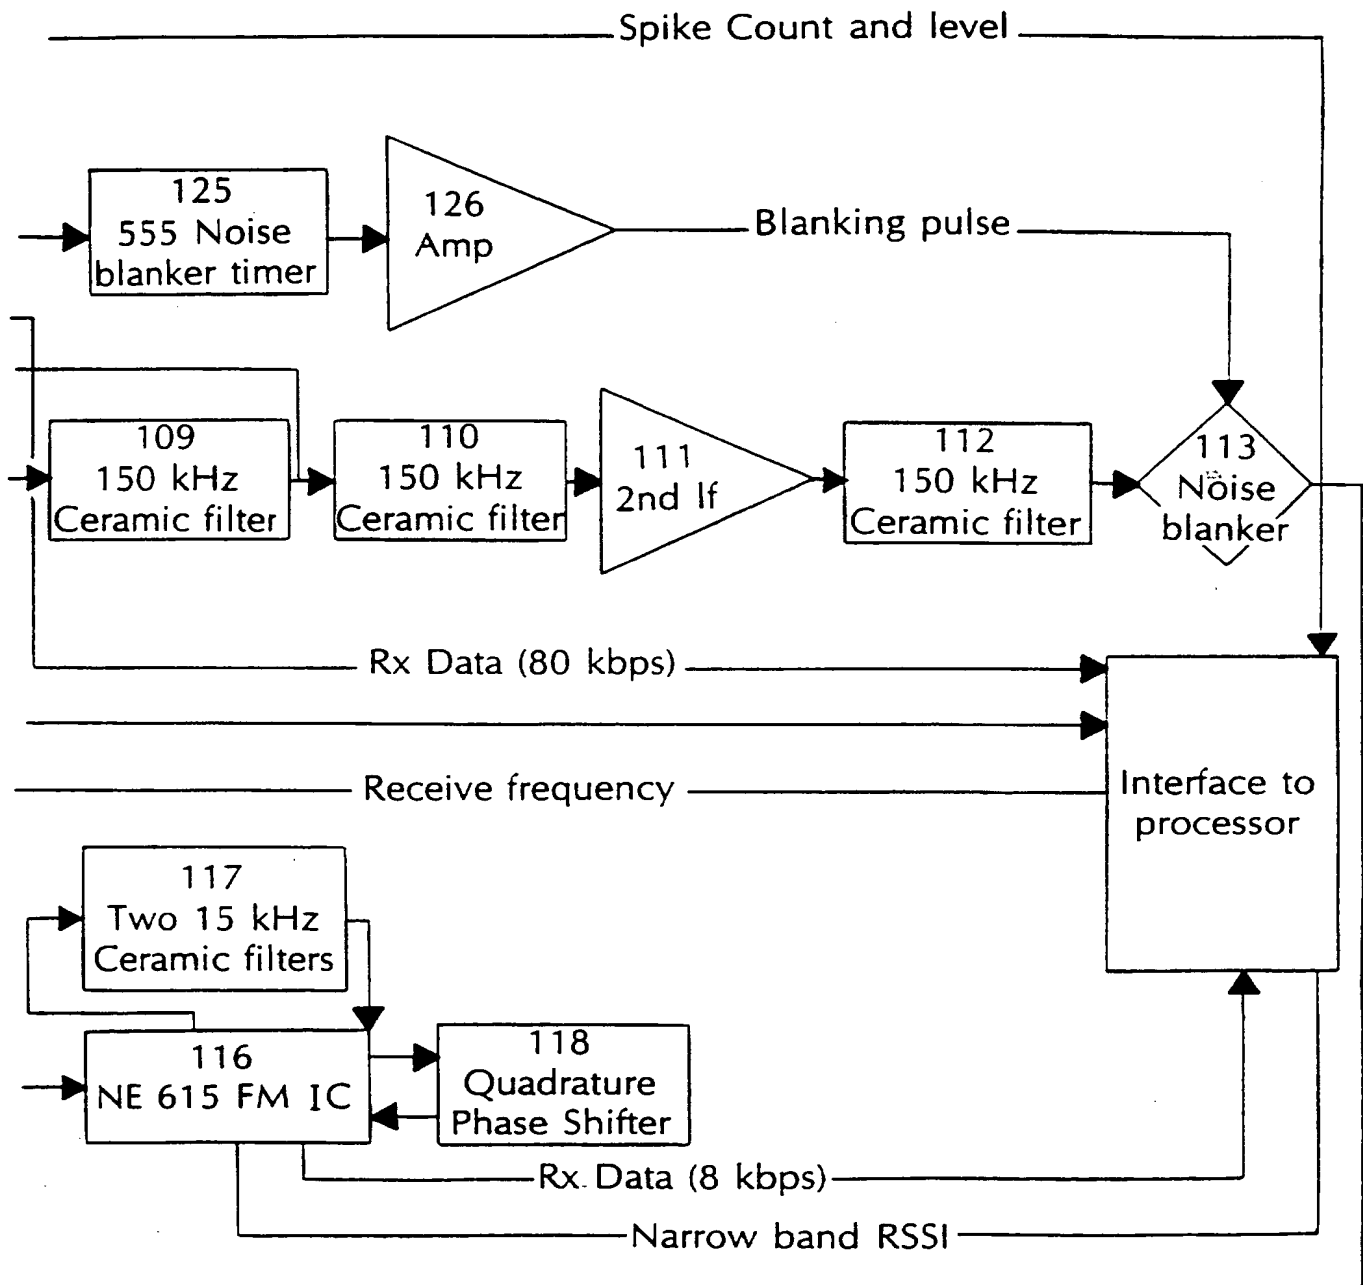 Spike Count and level
125
555 Noise
blanker timer
126
Amp
Blanking pulse
109
150 kHz
Ceramic filter
110
150 kHz
Ceramic filter
111
2nd If
112
150 kHz
Ceramic filter
113
Noise
blanker
Rx Data (80 kbps)
Receive frequency
Interface to
processor
117
Two 15 kHz
Ceramic filters
116
NE 615 FM IC
118
Quadrature
Phase Shifter
Rx Data (8 kbps)
Narrow band RSSI